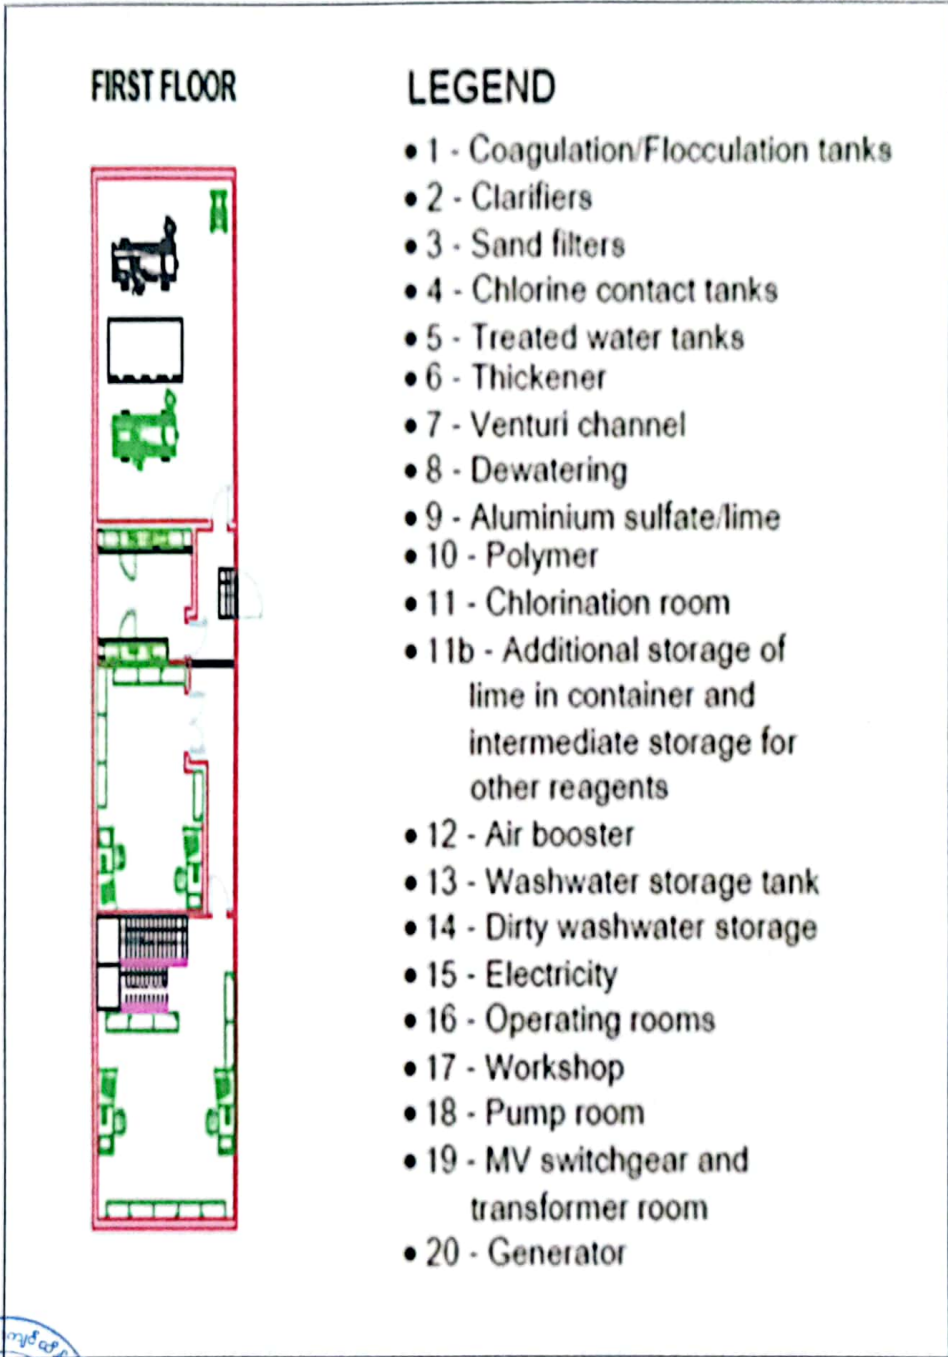 FIRST FLOOR
LEGEND
• 1 - Coagulation/Flocculation tanks
• 2 - Clarifiers
• 3 - Sand filters
• 4 - Chlorine contact tanks
• 5 - Treated water tanks
• 6 - Thickener
• 7 - Venturi channel
• 8 - Dewatering
• 9 - Aluminium sulfate/lime
• 10 - Polymer
• 11 - Chlorination room
• 11b - Additional storage of
lime in container and
intermediate storage for
other reagents
• 12 - Air booster
• 13 - Washwater storage tank
• 14 - Dirty washwater storage
• 15 - Electricity
• 16 - Operating rooms
• 17 - Workshop
• 18 - Pump room
• 19 - MV switchgear and
transformer room
• 20 - Generator